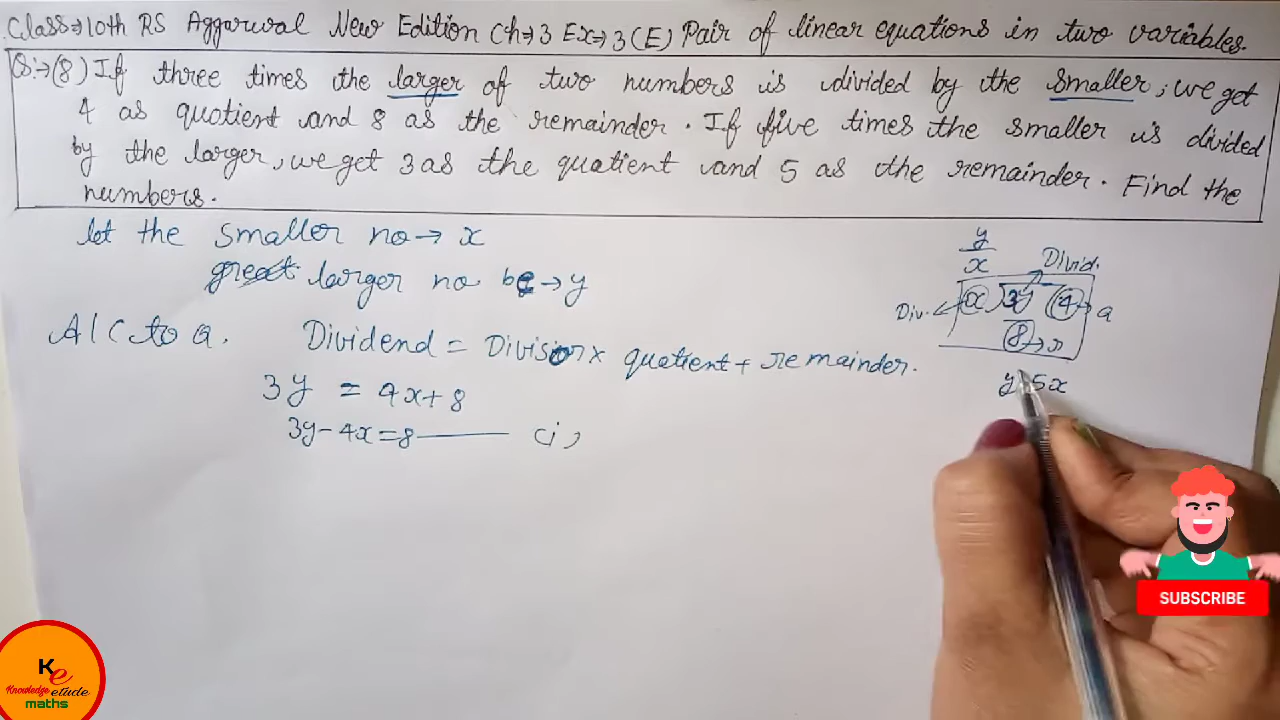 Class→10th RS Aggarwal New Edition Ch→3 Ex→3(E) Pair of linear equations in two variables.
Q:→(8) If three times the larger of two numbers is divided by the smaller, we get
4 as quotient and 8 as the remainder. If five times the smaller is divided
by the larger, we get 3 as the quatient and 5 as the remainder. Find the
numbers.
let the smaller no→ x
great larger no be→y
A/C to Q. Dividend = Divisior× quotient + remainder.
3y = 4x+8
3y-4x=8 (i)
y
x
Divid.
x) 3y (4→q
Div.
8→r
y 5x
SUBSCRIBE
Ke
Knowledge etude
maths